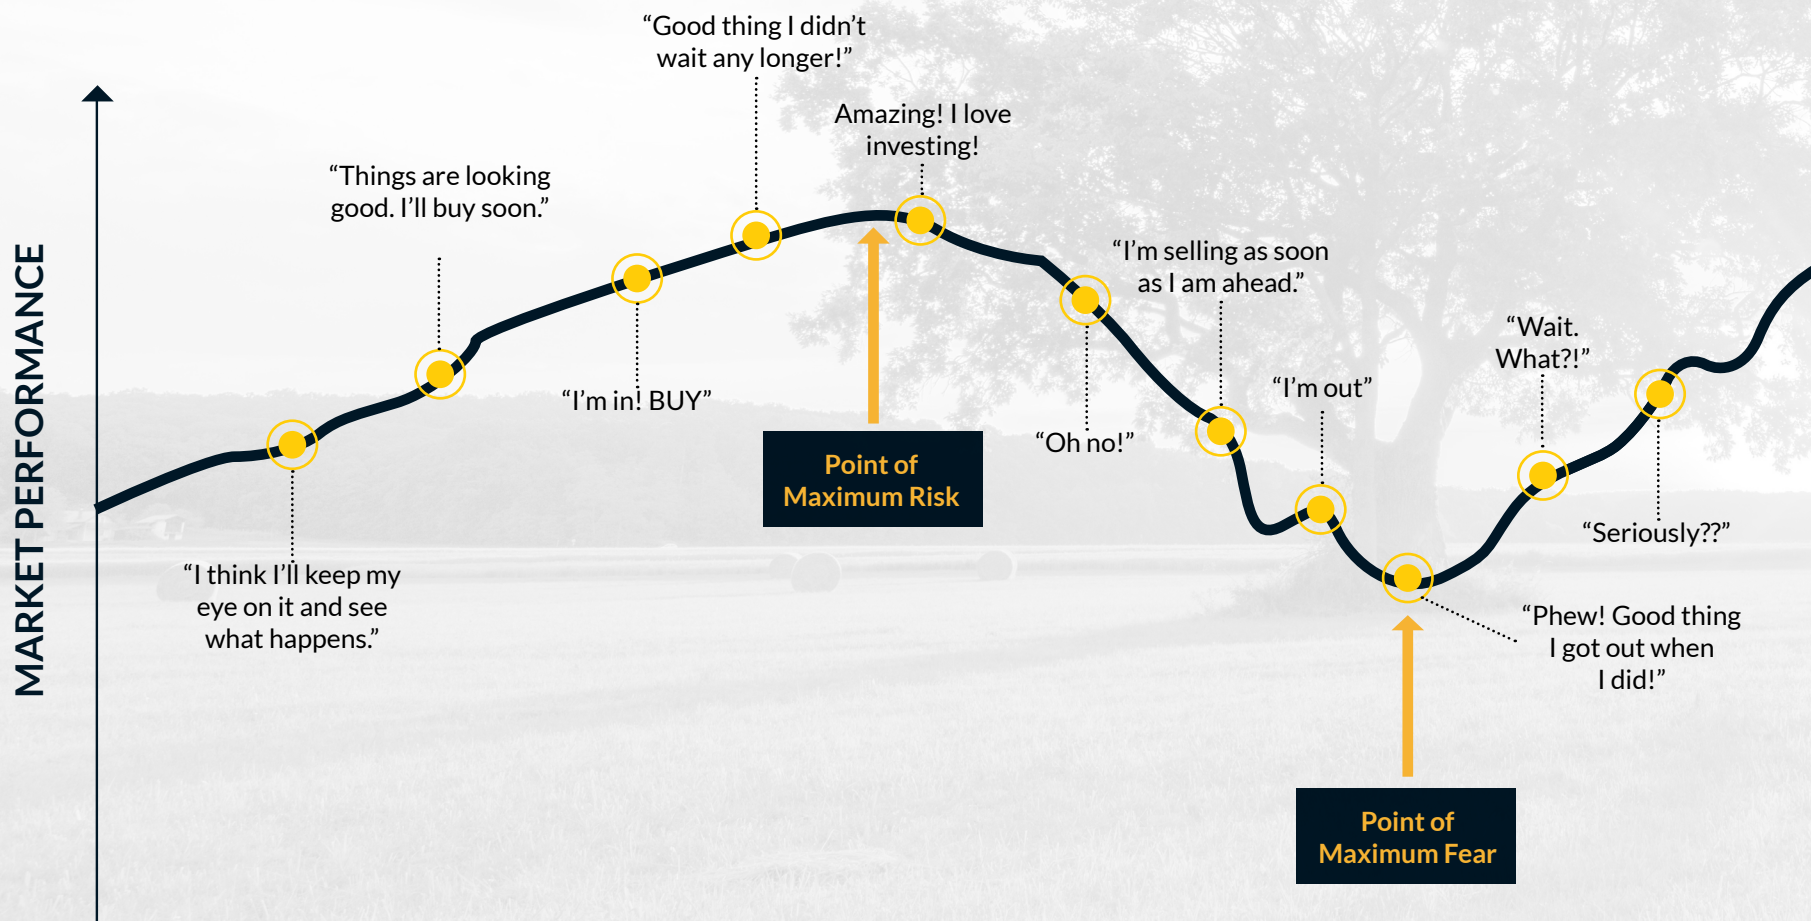 MARKET PERFORMANCE
“I think I’ll keep my
eye on it and see
what happens.”
“Things are looking
good. I’ll buy soon.”
“I’m in! BUY”
“Good thing I didn’t
wait any longer!”
Point of
Maximum Risk
Amazing! I love
investing!
“Oh no!”
“I’m selling as soon
as I am ahead.”
“I’m out”
Point of
Maximum Fear
“Phew! Good thing
I got out when
I did!”
“Wait.
What?!”
“Seriously??”